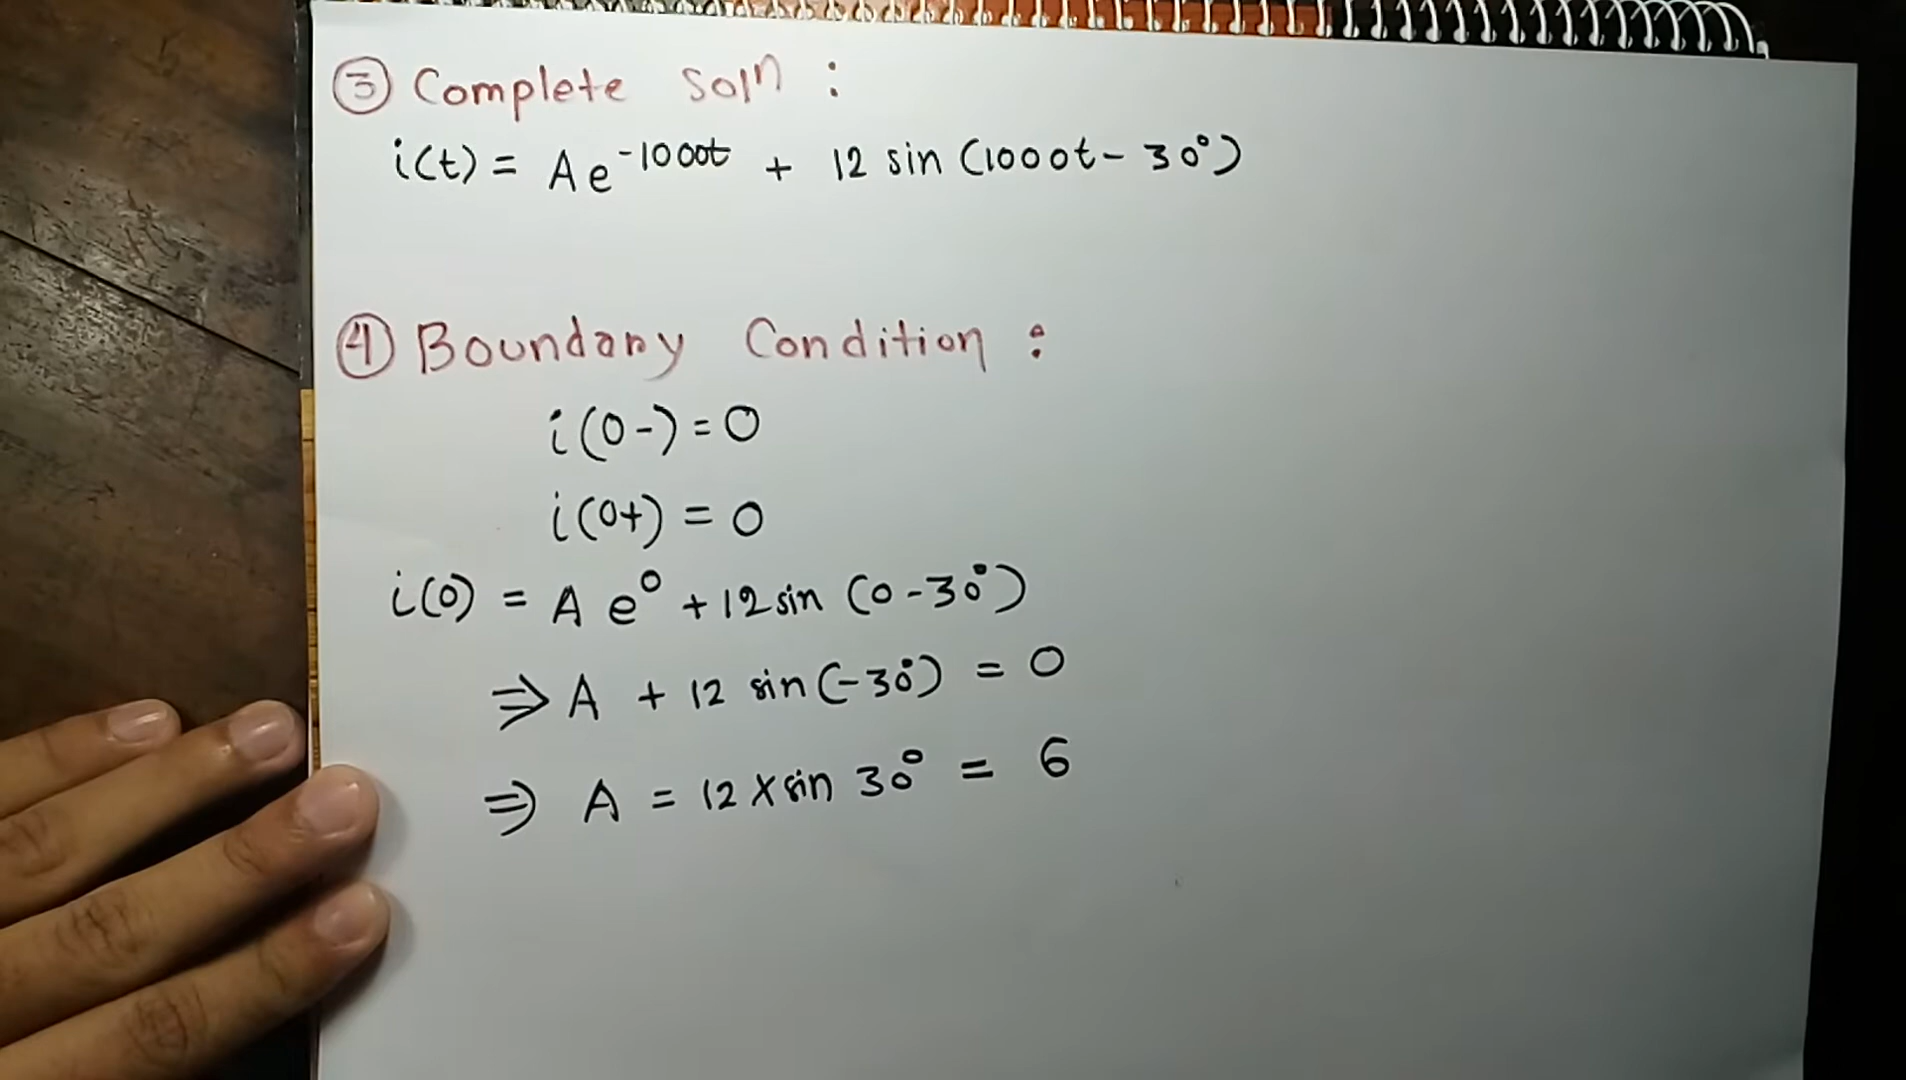 ③ Complete soln :
i(t) = A e^-1000t + 12 sin (1000t - 30°)
④ Boundary Condition :
i(0-) = 0
i(0+) = 0
i(0) = A e^0 + 12 sin (0 - 30°)
⇒ A + 12 sin (-30°) = 0
⇒ A = 12 x sin 30° = 6